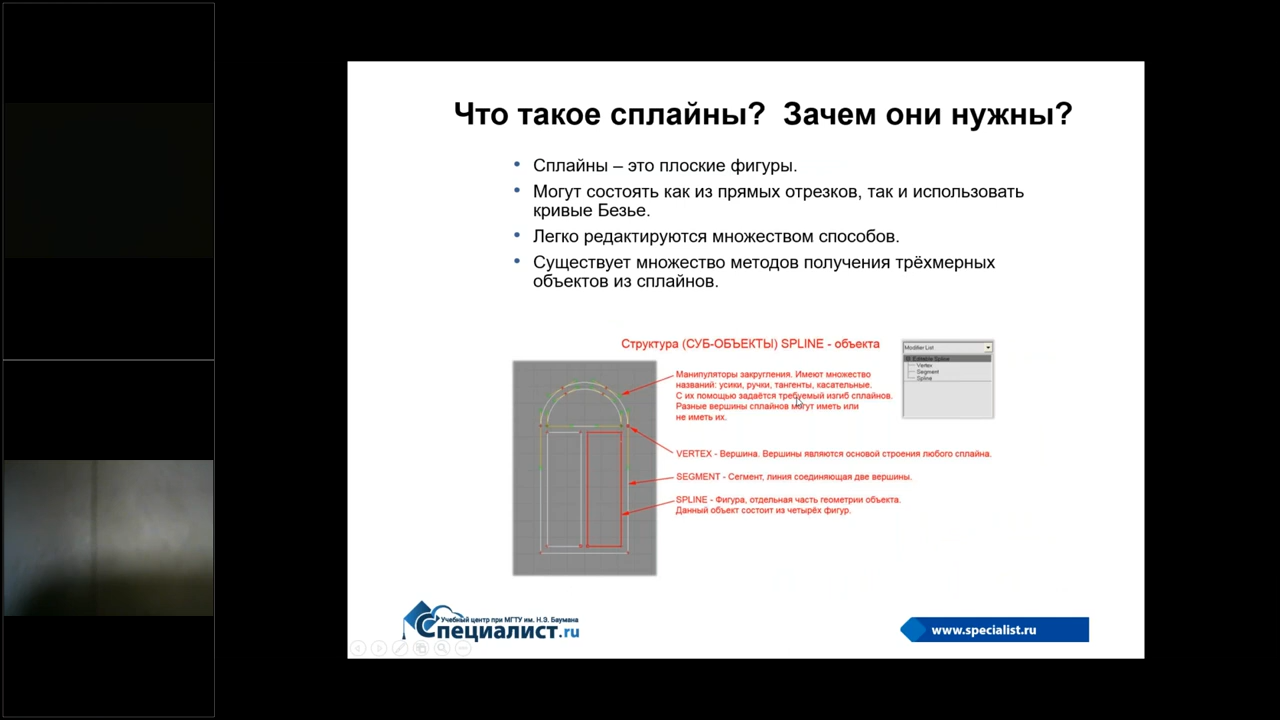 Что такое сплайны? Зачем они нужны?
• Сплайны – это плоские фигуры.
• Могут состоять как из прямых отрезков, так и использовать
кривые Безье.
• Легко редактируются множеством способов.
• Существует множество методов получения трёхмерных
объектов из сплайнов.
Структура (СУБ-ОБЪЕКТЫ) SPLINE - объекта
Манипуляторы закругления. Имеют множество
названий: усики, ручки, тангенты, касательные.
С их помощью задаётся требуемый изгиб сплайнов.
Разные вершины сплайнов могут иметь или
не иметь их.
Modifier List
Editable Spline
Vertex
Segment
Spline
VERTEX - Вершина. Вершины являются основой строения любого сплайна.
SEGMENT - Сегмент, линия соединяющая две вершины.
SPLINE - Фигура, отдельная часть геометрии объекта.
Данный объект состоит из четырёх фигур.
Учебный центр при МГТУ им. Н.Э. Баумана
Специалист.ru
www.specialist.ru